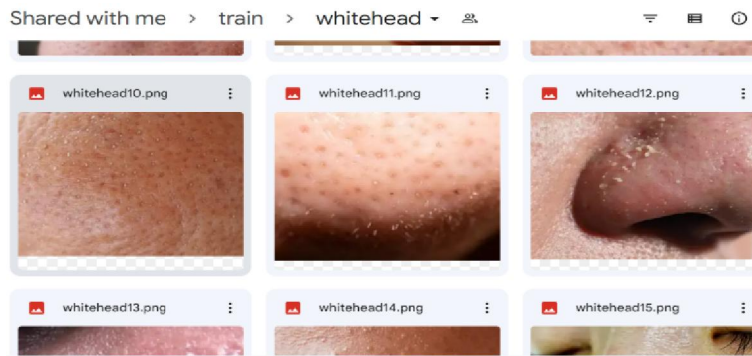 Shared with me > train > whitehead
whitehead10.png
whitehead11.png
whitehead12.png
whitehead13.png
whitehead14.png
whitehead15.png